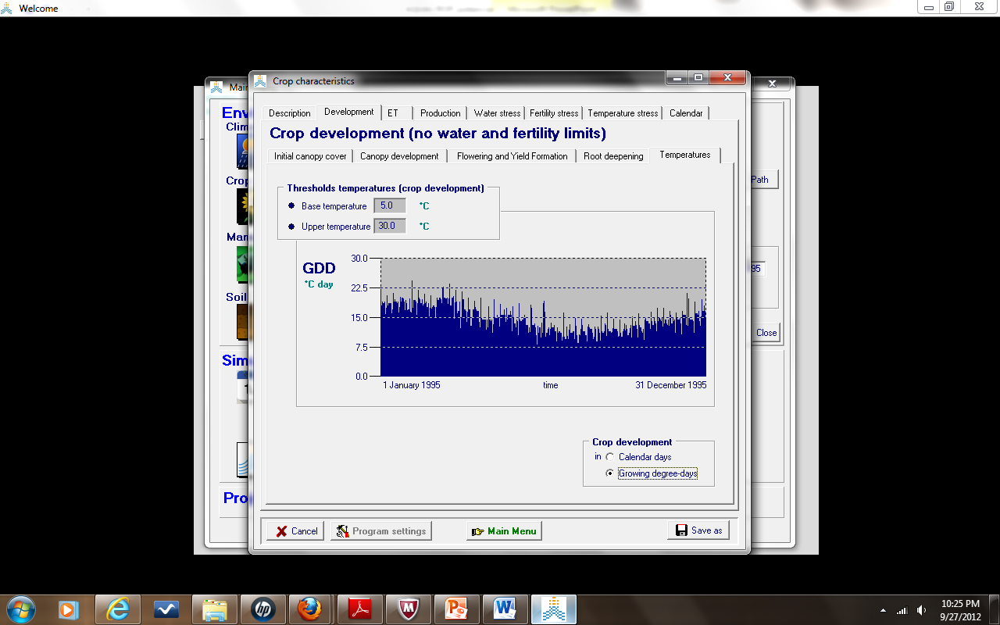 Welcome
Main
Crop characteristics
Env
Clim
Crop
Man
Soil
Sim
Pro
Path
95
Close
Description Development ET Production Water stress Fertility stress Temperature stress Calendar
Crop development (no water and fertility limits)
Initial canopy cover Canopy development Flowering and Yield Formation Root deepening Temperatures
Thresholds temperatures (crop development)
Base temperature 5.0 °C
Upper temperature 30.0 °C
GDD
°C day
30.0
22.5
15.0
7.5
0.0
1 January 1995 time 31 December 1995
Crop development
in Calendar days
Growing degree-days
Cancel Program settings Main Menu Save as
hp
10:25 PM
9/27/2012